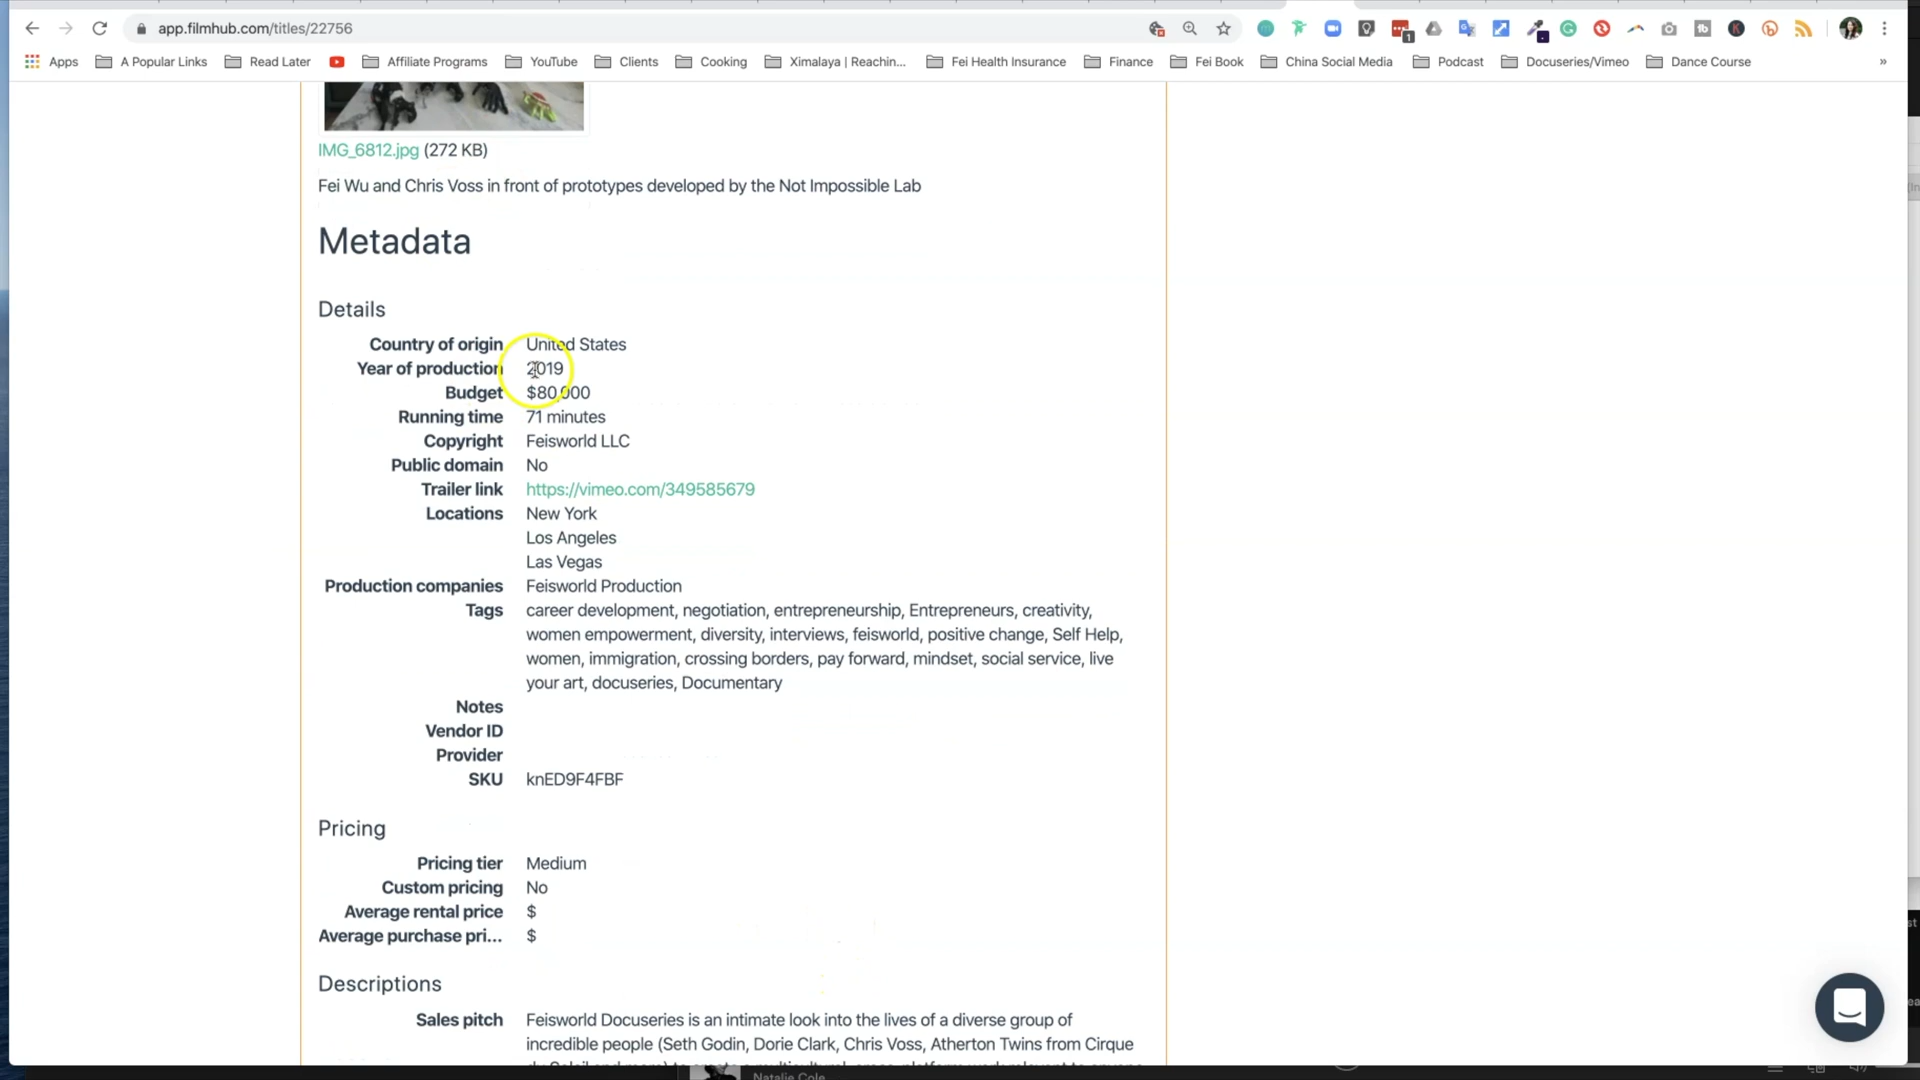 app.filmhub.com/titles/22756
Apps A Popular Links Read Later Affiliate Programs YouTube Clients Cooking Ximalaya | Reachin... Fei Health Insurance Finance Fei Book China Social Media Podcast Docuseries/Vimeo Dance Course »
IMG_6812.jpg (272 KB)
Fei Wu and Chris Voss in front of prototypes developed by the Not Impossible Lab
Metadata
Details
Country of origin United States
Year of production 2019
Budget $80,000
Running time 71 minutes
Copyright Feisworld LLC
Public domain No
Trailer link https://vimeo.com/349585679
Locations New York
Los Angeles
Las Vegas
Production companies Feisworld Production
Tags career development, negotiation, entrepreneurship, Entrepreneurs, creativity,
women empowerment, diversity, interviews, feisworld, positive change, Self Help,
women, immigration, crossing borders, pay forward, mindset, social service, live
your art, docuseries, Documentary
Notes
Vendor ID
Provider
SKU knED9F4FBF
Pricing
Pricing tier Medium
Custom pricing No
Average rental price $
Average purchase pri... $
Descriptions
Sales pitch Feisworld Docuseries is an intimate look into the lives of a diverse group of
incredible people (Seth Godin, Dorie Clark, Chris Voss, Atherton Twins from Cirque
Natalie Cole